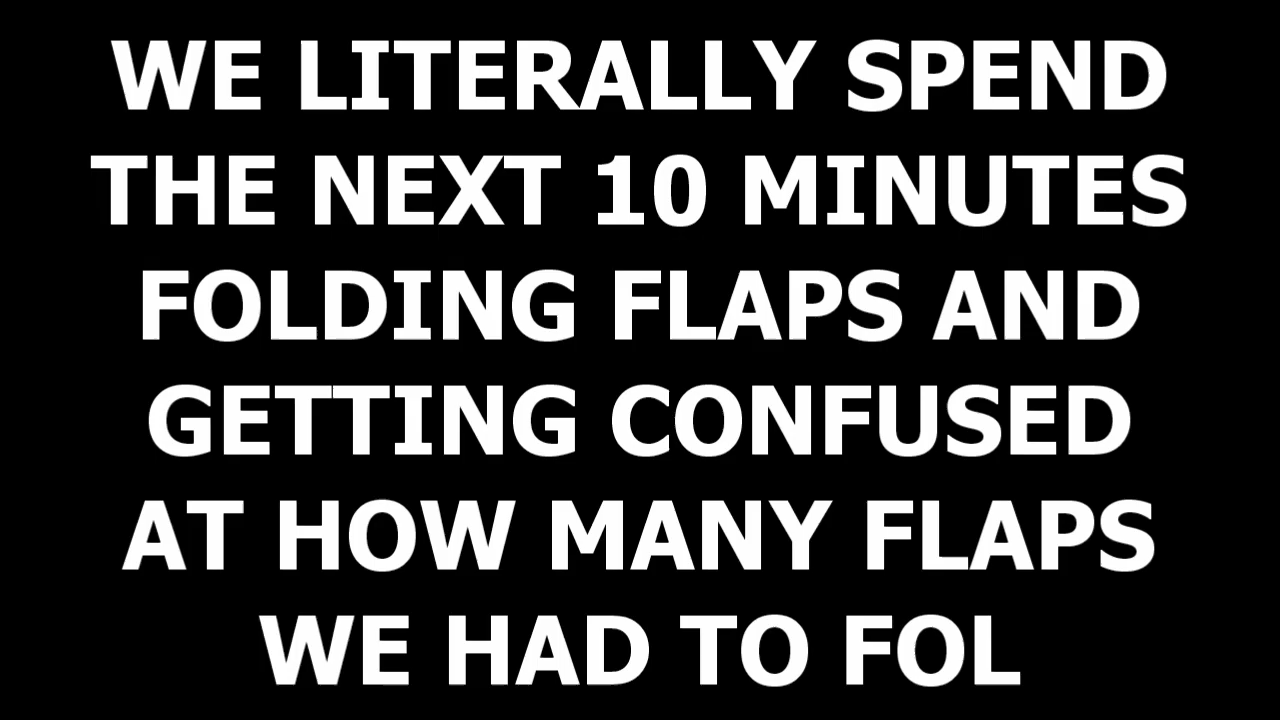 WE LITERALLY SPEND
THE NEXT 10 MINUTES
FOLDING FLAPS AND
GETTING CONFUSED
AT HOW MANY FLAPS
WE HAD TO FOL